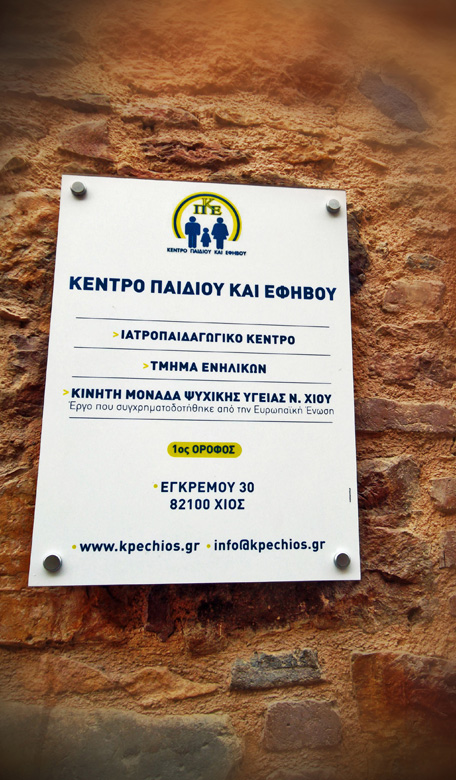 ΠΚΕ
ΚΕΝΤΡΟ ΠΑΙΔΙΟΥ ΚΑΙ ΕΦΗΒΟΥ
ΚΕΝΤΡΟ ΠΑΙΔΙΟΥ ΚΑΙ ΕΦΗΒΟΥ
>ΙΑΤΡΟΠΑΙΔΑΓΩΓΙΚΟ ΚΕΝΤΡΟ
>ΤΜΗΜΑ ΕΝΗΛΙΚΩΝ
>ΚΙΝΗΤΗ ΜΟΝΑΔΑ ΨΥΧΙΚΗΣ ΥΓΕΙΑΣ Ν. ΧΙΟΥ
Έργο που συγχρηματοδοτήθηκε από την Ευρωπαϊκή Ένωση
1ος ΟΡΟΦΟΣ
•ΕΓΚΡΕΜΟΥ 30
82100 ΧΙΟΣ
•www.kpechios.gr •info@kpechios.gr